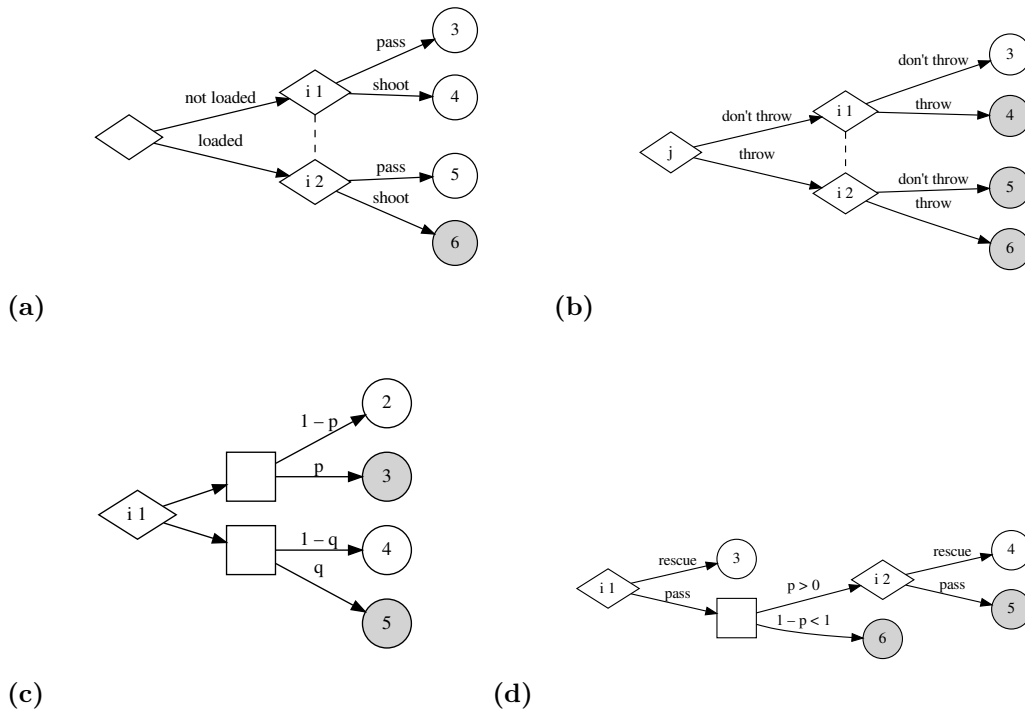 pass
3
not loaded
i 1
shoot
4
loaded
i 2
pass
5
shoot
6
(a)
don't throw
3
don't throw
i 1
throw
4
j
throw
i 2
don't throw
5
throw
6
(b)
1 – p
2
p
3
i 1
1 – q
4
q
5
(c)
i 1
rescue
3
pass
p > 0
i 2
rescue
4
pass
5
1 – p < 1
6
(d)